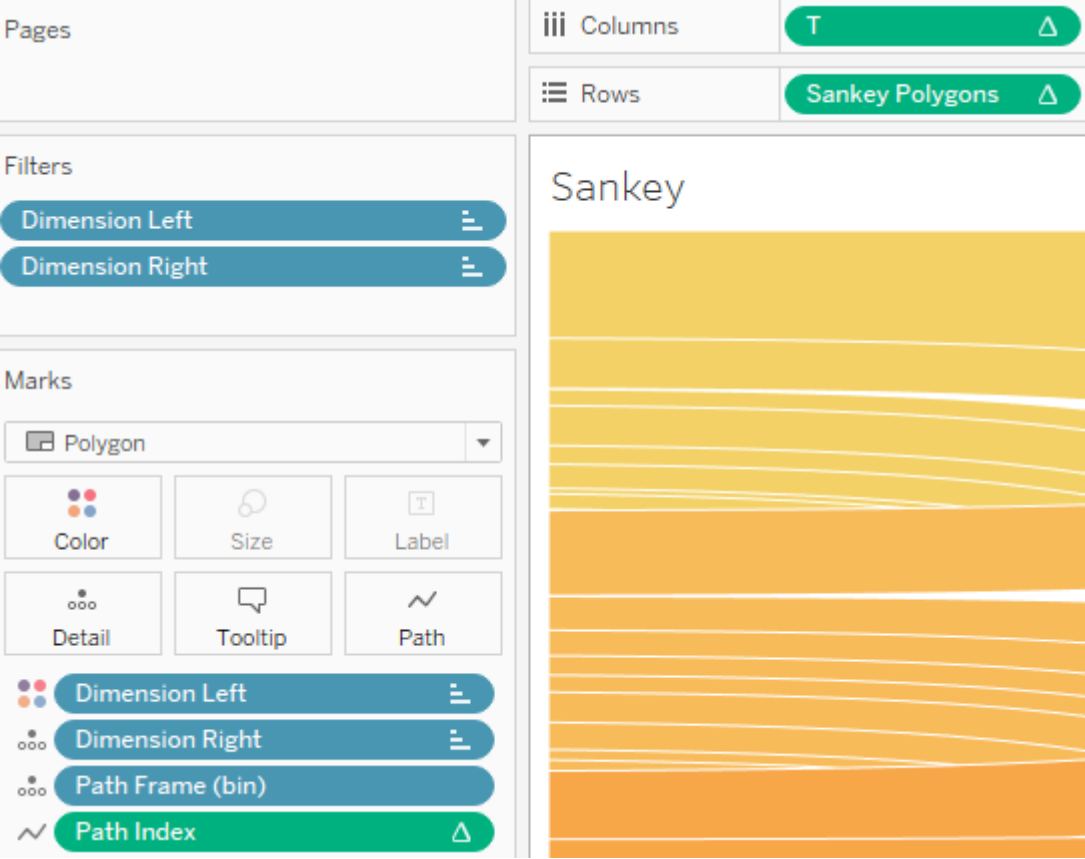 Pages
Columns
T
Rows
Sankey Polygons
Filters
Dimension Left
Dimension Right
Sankey
Marks
Polygon
Color
Size
T
Label
Detail
Tooltip
Path
Dimension Left
Dimension Right
Path Frame (bin)
Path Index